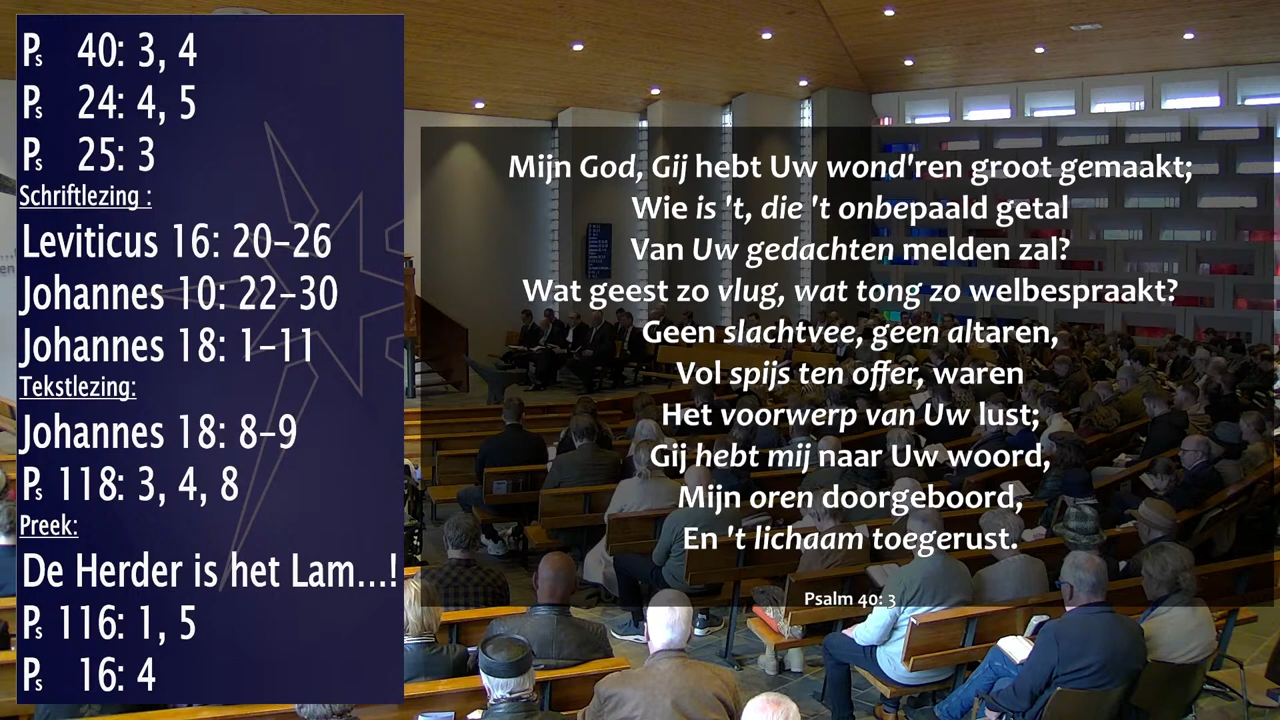 Ps 40: 3, 4
Ps 24: 4, 5
Ps 25: 3
Schriftlezing :
Leviticus 16: 20-26
Johannes 10: 22-30
Johannes 18: 1-11
Tekstlezing:
Johannes 18: 8-9
Ps 118: 3, 4, 8
Preek:
De Herder is het Lam...!
Ps 116: 1, 5
Ps 16: 4
Mijn God, Gij hebt Uw wond'ren groot gemaakt;
Wie is 't, die 't onbepaald getal
Van Uw gedachten melden zal?
Wat geest zo vlug, wat tong zo welbespraakt?
Geen slachtvee, geen altaren,
Vol spijs ten offer, waren
Het voorwerp van Uw lust;
Gij hebt mij naar Uw woord,
Mijn oren doorgeboord,
En 't lichaam toegerust.
Psalm 40: 3